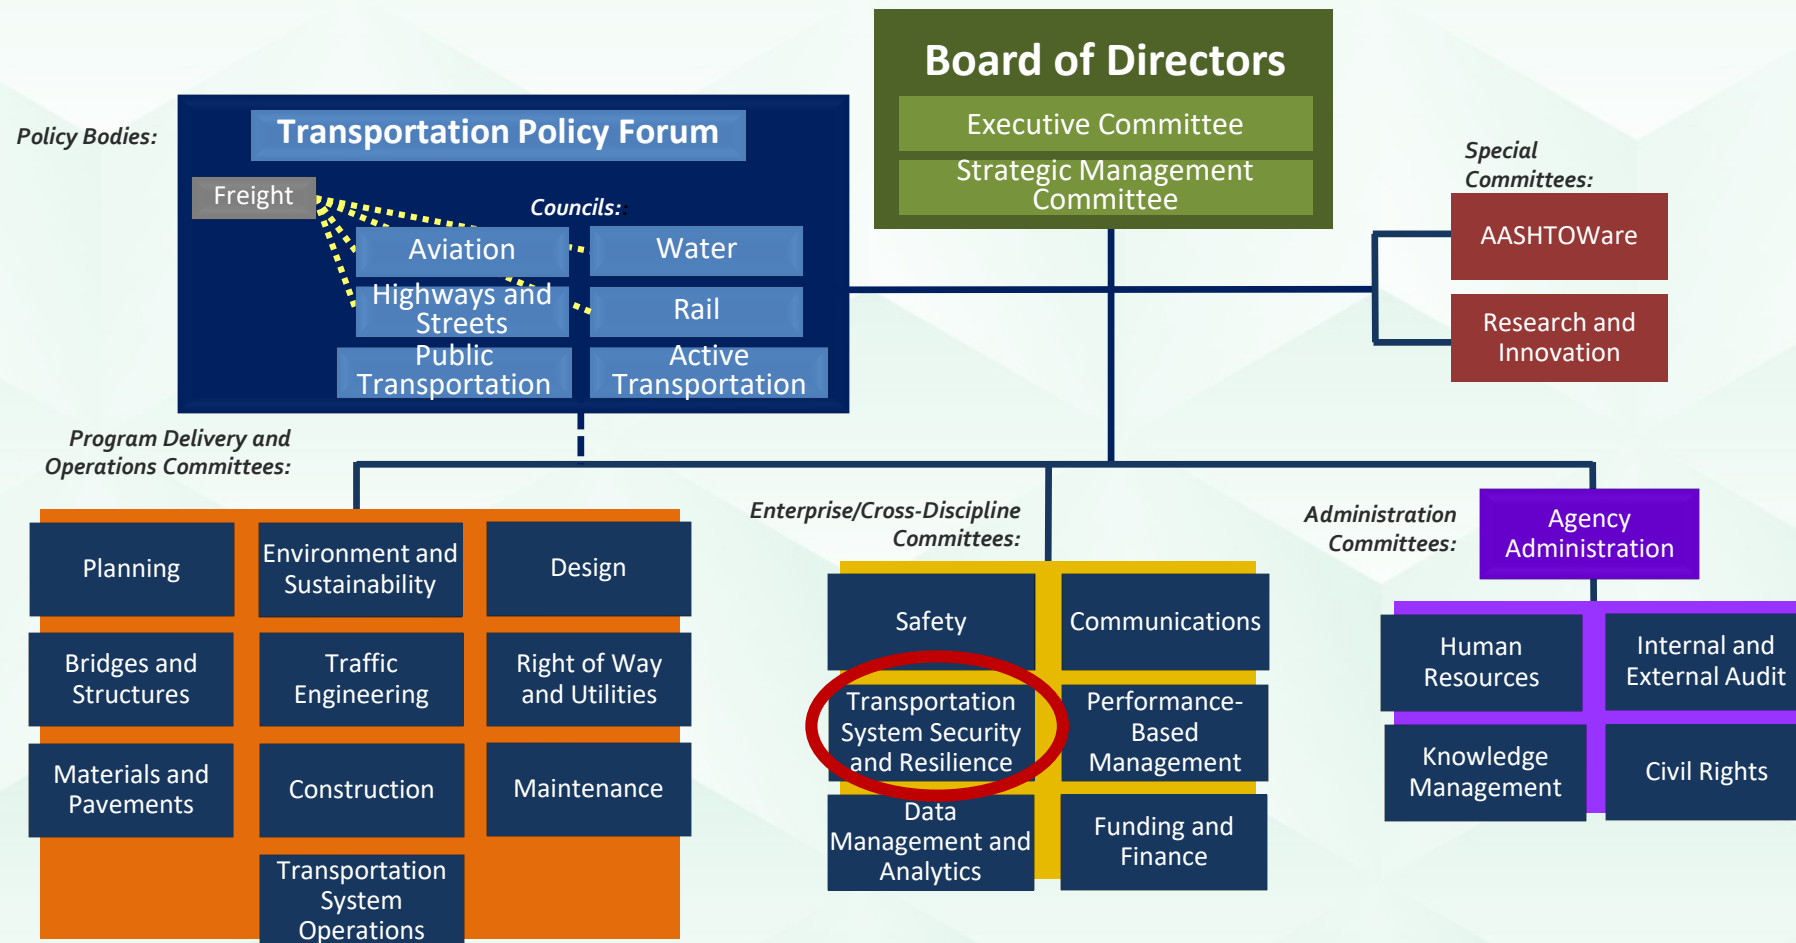 Board of Directors
Executive Committee
Strategic Management
Committee
Policy Bodies:
Transportation Policy Forum
Freight
Councils::
Aviation
Water
Highways and
Streets
Rail
Public
Transportation
Active
Transportation
Special
Committees:
AASHTOWare
Research and
Innovation
Program Delivery and
Operations Committees:
Planning
Environment and
Sustainability
Design
Bridges and
Structures
Traffic
Engineering
Right of Way
and Utilities
Materials and
Pavements
Construction
Maintenance
Transportation
System
Operations
Enterprise/Cross-Discipline
Committees:
Safety
Communications
Transportation
System Security
and Resilience
Performance-
Based
Management
Data
Management and
Analytics
Funding and
Finance
Administration
Committees:
Agency
Administration
Human
Resources
Internal and
External Audit
Knowledge
Management
Civil Rights